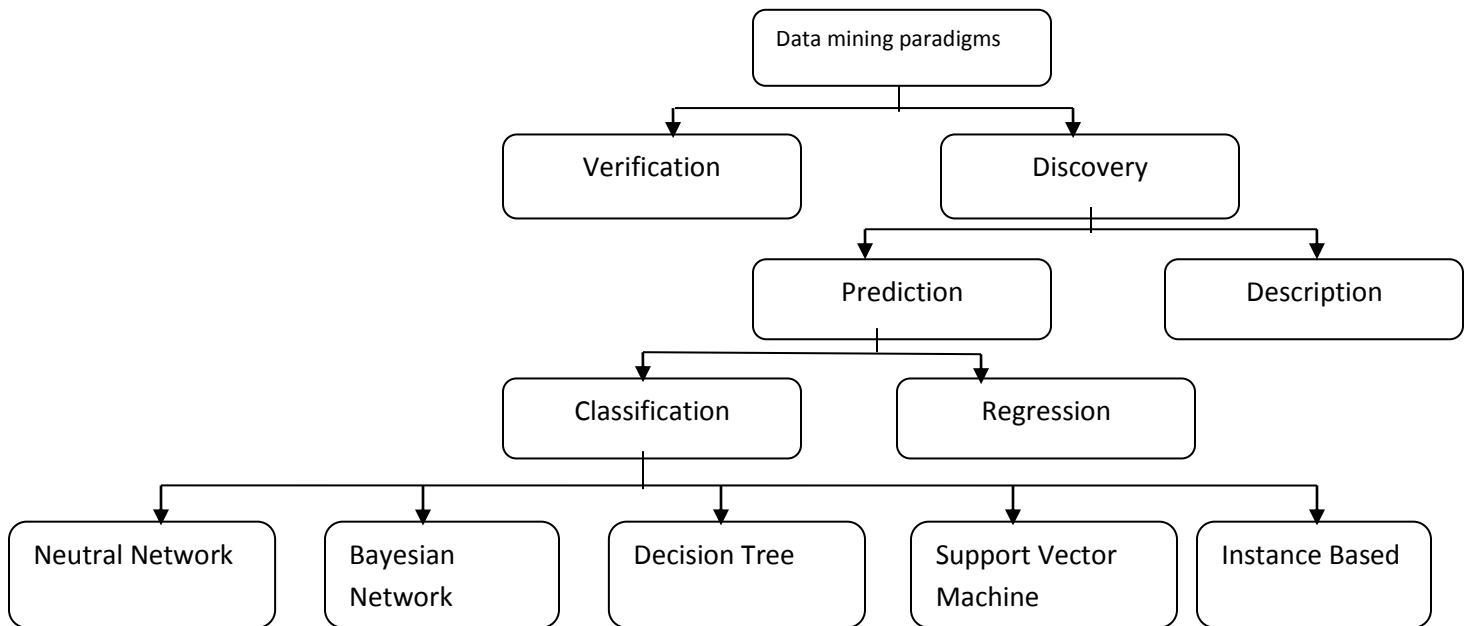 Data mining paradigms
Verification
Discovery
Prediction
Description
Classification
Regression
Neutral Network
Bayesian
Network
Decision Tree
Support Vector
Machine
Instance Based